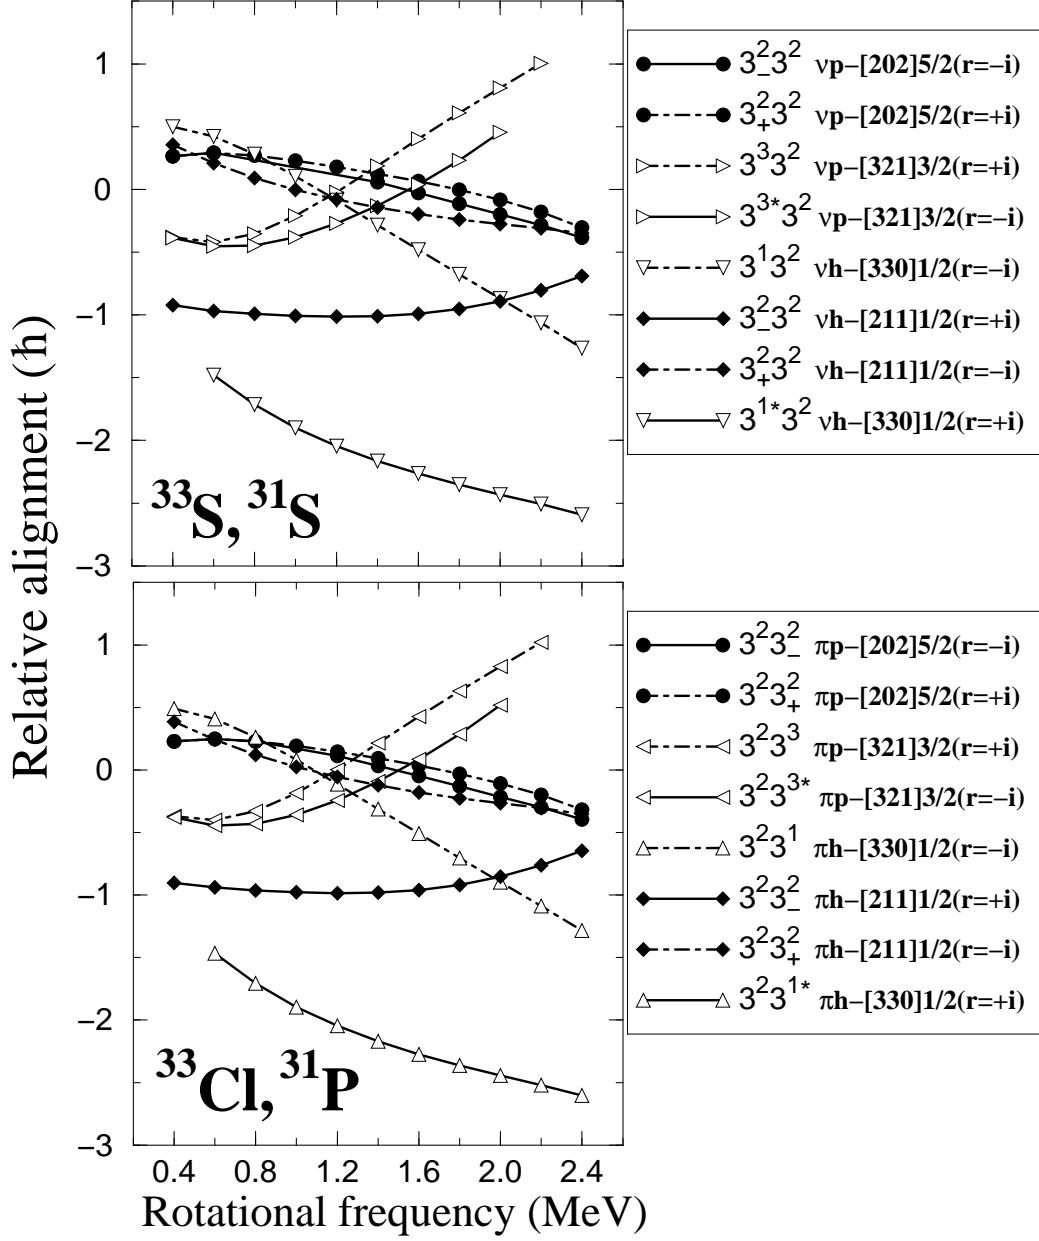 Relative alignment (ħ)
1
0
−1
−2
−3
³³S, ³¹S
3²₋3² νp−[202]5/2(r=−i)
3²₊3² νp−[202]5/2(r=+i)
3³3² νp−[321]3/2(r=+i)
3³*3² νp−[321]3/2(r=−i)
3¹3² νh−[330]1/2(r=−i)
3²₋3² νh−[211]1/2(r=+i)
3²₊3² νh−[211]1/2(r=−i)
3¹*3² νh−[330]1/2(r=+i)
1
0
−1
−2
−3
³³Cl, ³¹P
3²3²₋ πp−[202]5/2(r=−i)
3²3²₊ πp−[202]5/2(r=+i)
3²3³ πp−[321]3/2(r=+i)
3²3³* πp−[321]3/2(r=−i)
3²3¹ πh−[330]1/2(r=−i)
3²3²₋ πh−[211]1/2(r=+i)
3²3²₊ πh−[211]1/2(r=−i)
3²3¹* πh−[330]1/2(r=+i)
0.4 0.8 1.2 1.6 2.0 2.4
Rotational frequency (MeV)